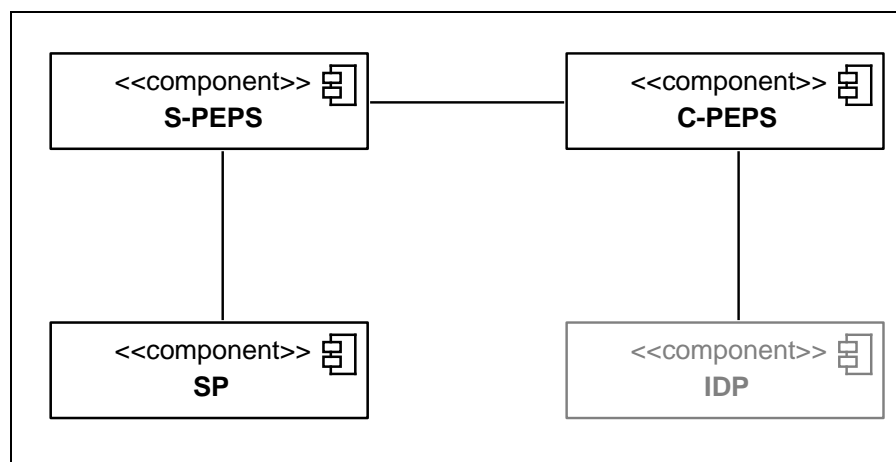 <<component>>
S-PEPS
<<component>>
C-PEPS
<<component>>
SP
<<component>>
IDP